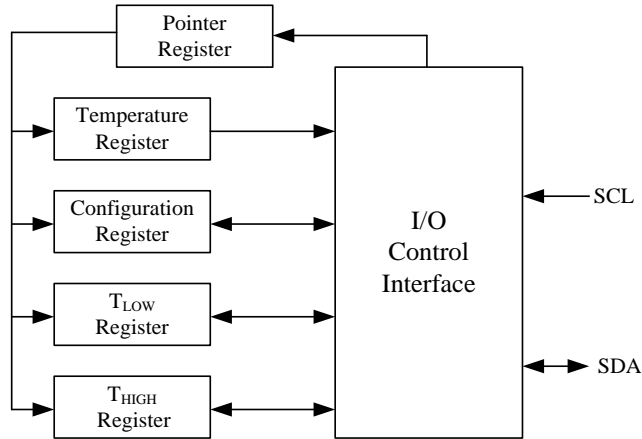 Pointer
Register
Temperature
Register
Configuration
Register
TLOW
Register
THIGH
Register
I/O
Control
Interface
SCL
SDA